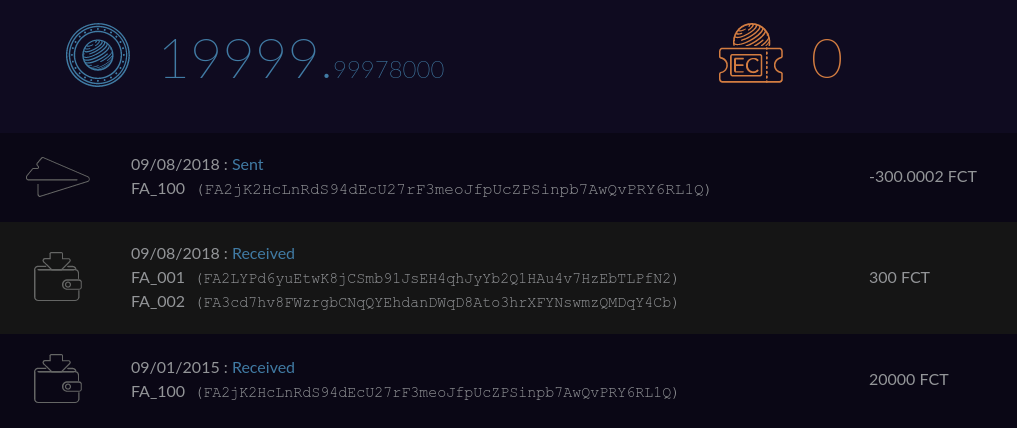 19999.99978000
EC 0
09/08/2018 : Sent
FA_100 (FA2jK2HcLnRdS94dEcU27rF3meoJfpUcZPSinpb7AwQvPRY6RL1Q)
-300.0002 FCT
09/08/2018 : Received
FA_001 (FA2LYPd6yuEtwK8jCSmb91JsEH4qhJyYb2Q1HAu4v7HzEbTLPfN2)
FA_002 (FA3cd7hv8FWzrgbCNqQYEhdanDWqD8Ato3hrXFYNswmzQMDqY4Cb)
300 FCT
09/01/2015 : Received
FA_100 (FA2jK2HcLnRdS94dEcU27rF3meoJfpUcZPSinpb7AwQvPRY6RL1Q)
20000 FCT